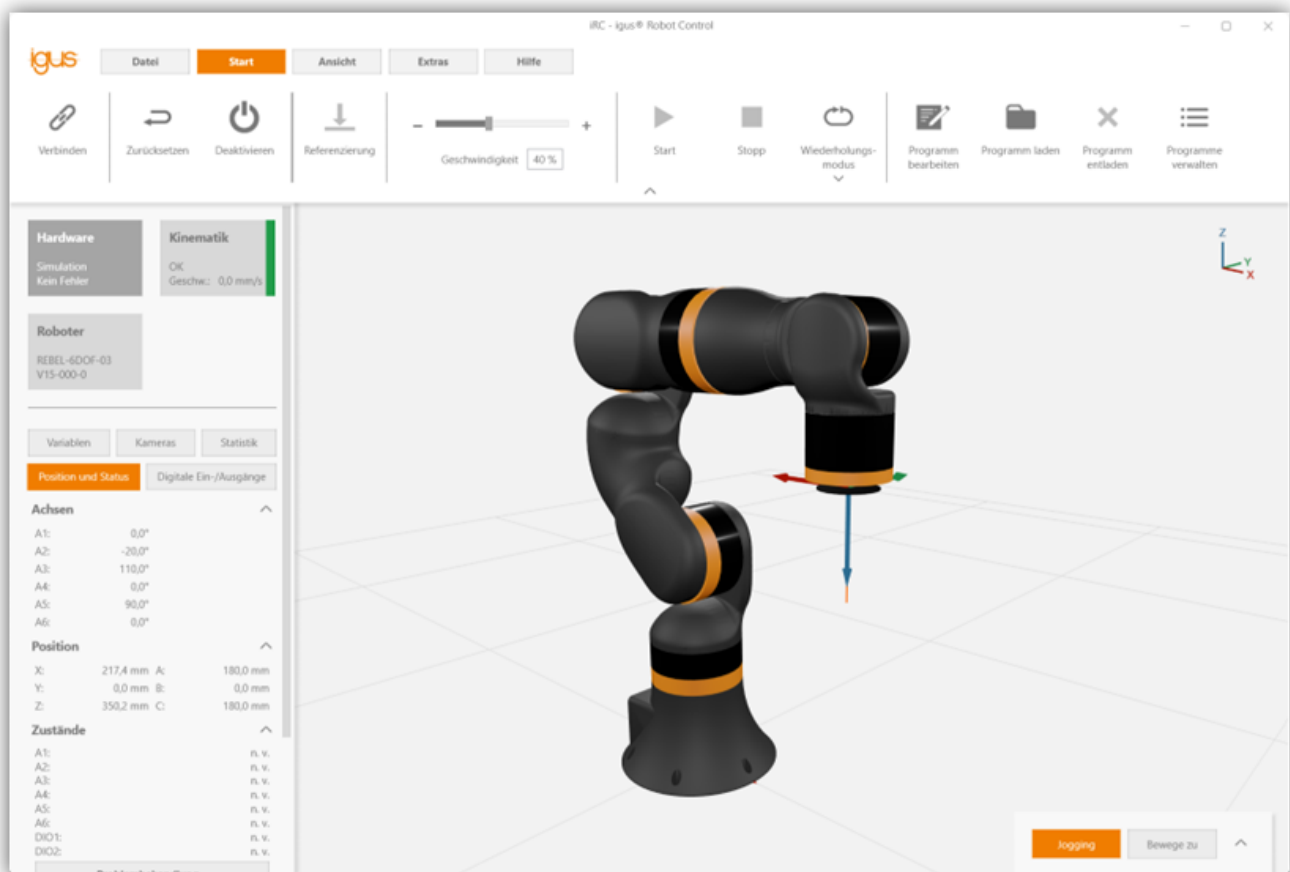 iRC - igus® Robot Control
igus
Datei
Start
Ansicht
Extras
Hilfe
Verbinden
Zurücksetzen
Deaktivieren
Referenzierung
− +
Geschwindigkeit 40 %
Start
Stopp
Wiederholungs-
modus
Programm
bearbeiten
Programm laden
Programm
entladen
Programme
verwalten
Hardware
Simulation
Kein Fehler
Kinematik
OK
Geschw.: 0,0 mm/s
Roboter
REBEL-6DOF-03
V15-000-0
Variablen
Kameras
Statistik
Position und Status
Digitale Ein-/Ausgänge
Achsen
A1: 0,0°
A2: -20,0°
A3: 110,0°
A4: 0,0°
A5: 90,0°
A6: 0,0°
Position
X: 217,4 mm A: 180,0 mm
Y: 0,0 mm B: 0,0 mm
Z: 350,2 mm C: 180,0 mm
Zustände
A1: n. v.
A2: n. v.
A3: n. v.
A4: n. v.
A5: n. v.
A6: n. v.
DIO1: n. v.
DIO2: n. v.
Z
Y
X
Jogging
Bewege zu